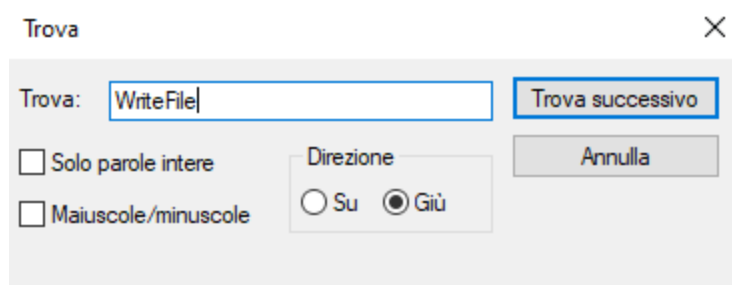 Trova
Trova: WriteFile Trova successivo
Solo parole intere Direzione Annulla
Su Giù
Maiuscole/minuscole